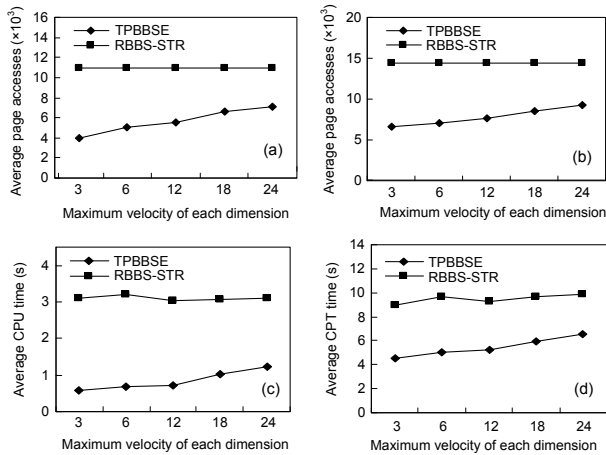 Average page accesses (×10³)
16
14
12
10
8
6
4
2
0
TPBBSE
RBBS-STR
(a)
3 6 12 18 24
Maximum velocity of each dimension
Average page accesses (×10³)
20
15
10
5
0
TPBBSE
RBBS-STR
(b)
3 6 12 18 24
Maximum velocity of each dimension
Average CPU time (s)
4
3
2
1
0
TPBBSE
RBBS-STR
(c)
3 6 12 18 24
Maximum velocity of each dimension
Average CPT time (s)
14
12
10
8
6
4
2
0
TPBBSE
RBBS-STR
(d)
3 6 12 18 24
Maximum velocity of each dimension